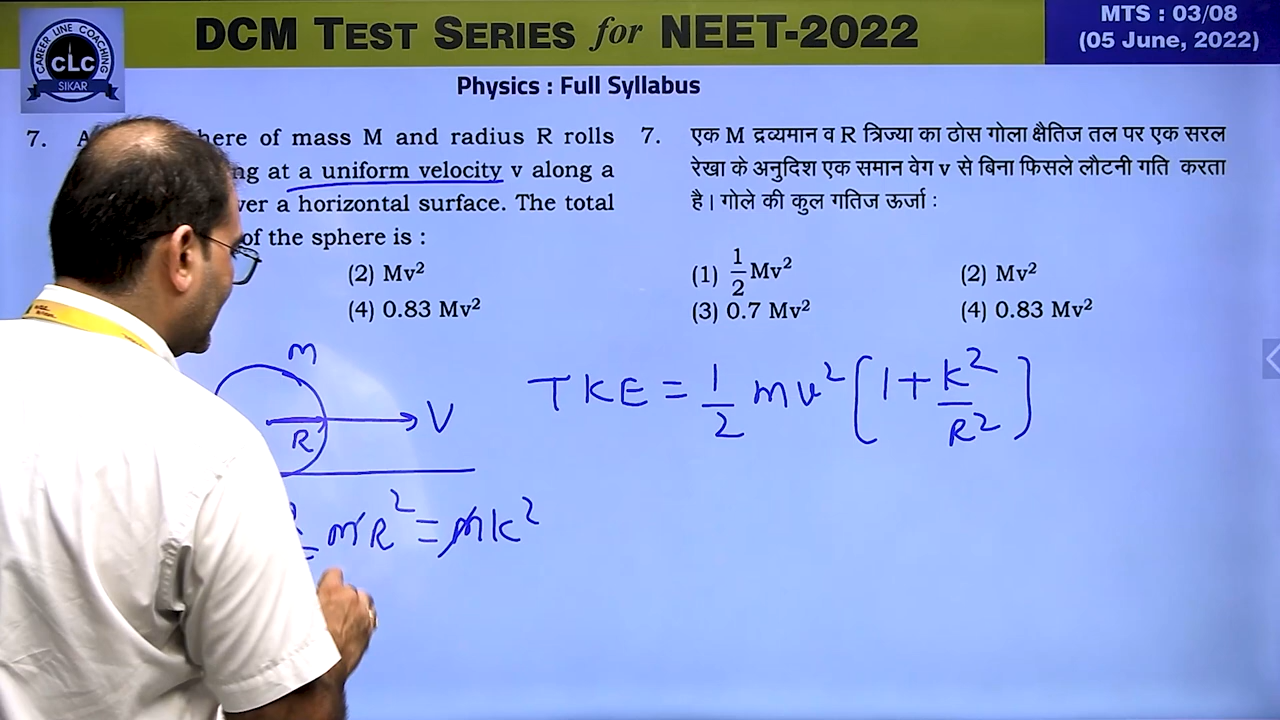 CAREER LINE COACHING
CLC
SIKAR
DCM TEST SERIES for NEET-2022
MTS : 03/08
(05 June, 2022)
Physics : Full Syllabus
7. here of mass M and radius R rolls
ng at a uniform velocity v along a
ver a horizontal surface. The total
of the sphere is :
(2) Mv²
(4) 0.83 Mv²
7. एक M द्रव्यमान व R त्रिज्या का ठोस गोला क्षैतिज तल पर एक सरल
रेखा के अनुदिश एक समान वेग v से बिना फिसले लौटनी गति करता
है। गोले की कुल गतिज ऊर्जा :
(1) 1/2 Mv² (2) Mv²
(3) 0.7 Mv² (4) 0.83 Mv²
M
R
V
mR² = mK²
TKE = 1/2 mv² [1 + K²/R²]